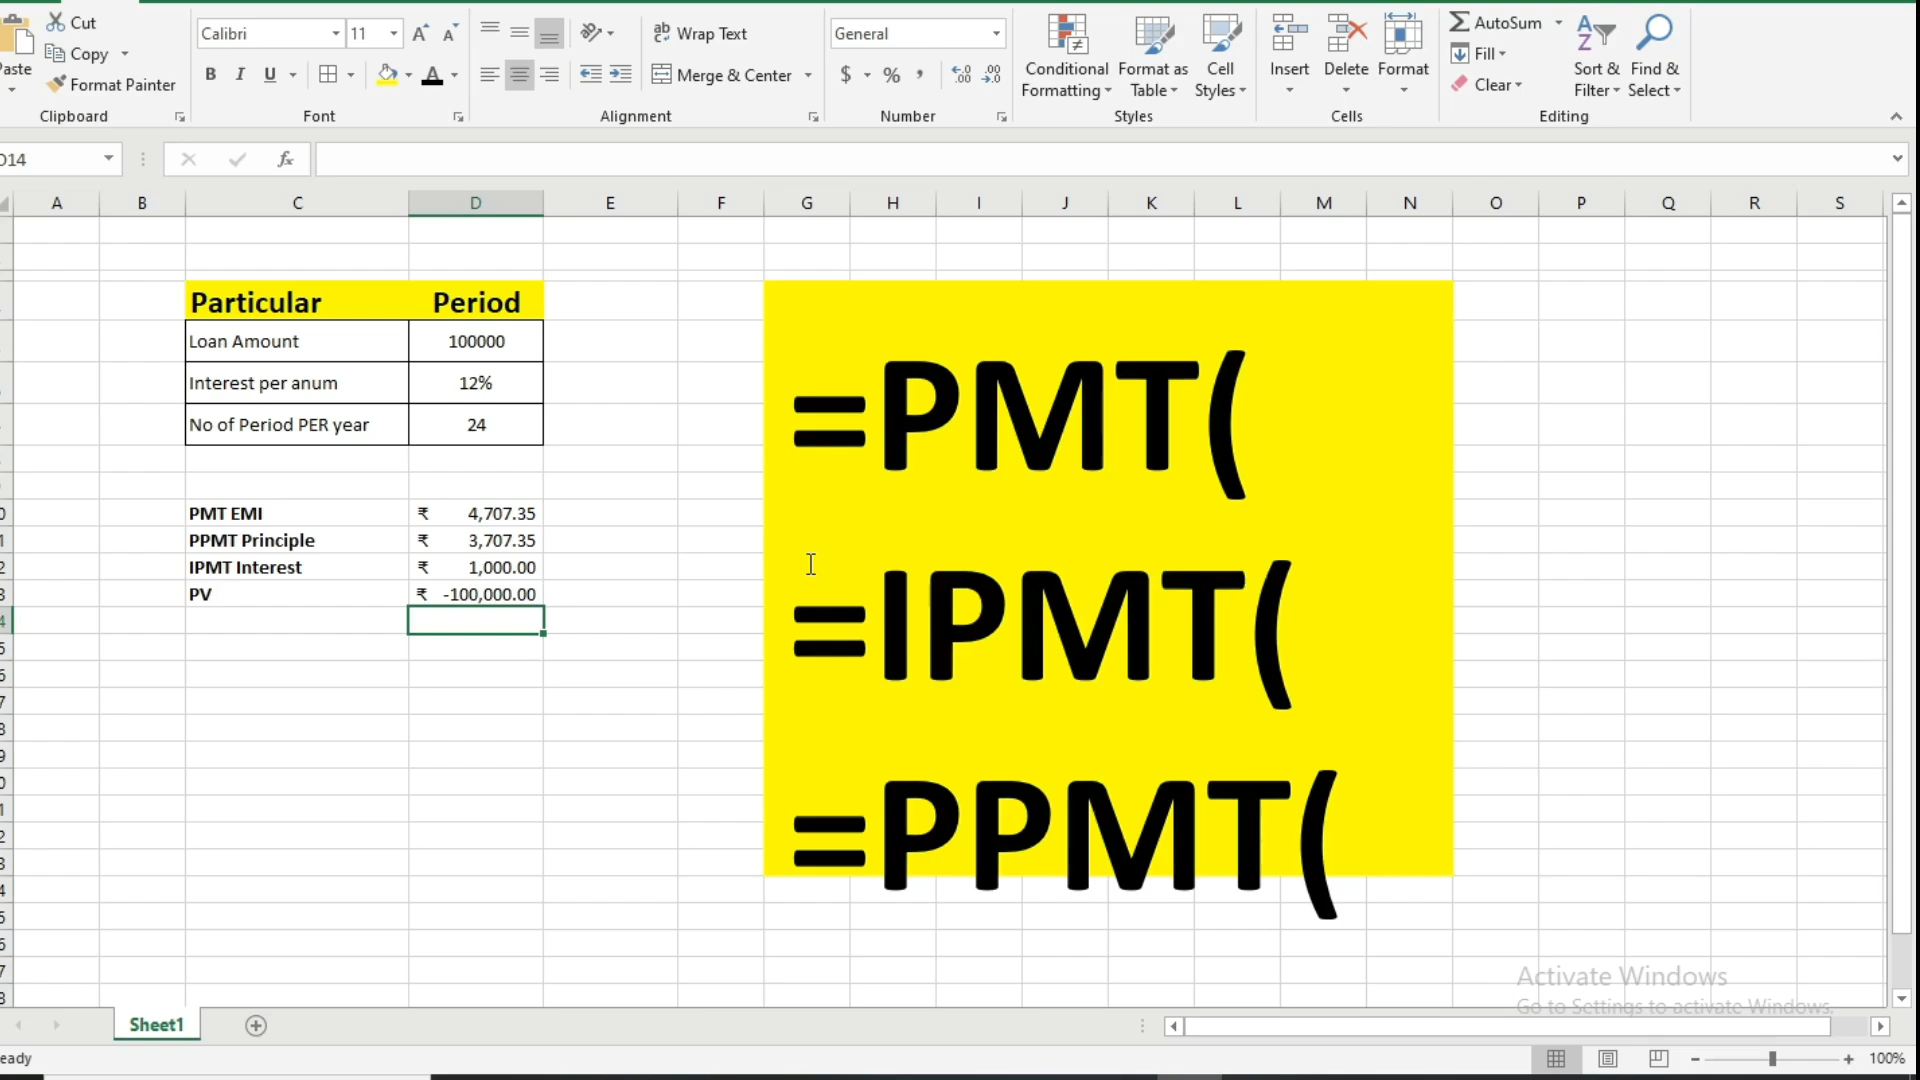 Cut
Copy
Format Painter
Clipboard
Calibri 11 A A
B I U A
Font
Wrap Text
Merge & Center
Alignment
General
$ % , .00 .00
Number
Conditional Formatting
Format as Table
Cell Styles
Styles
Insert Delete Format
Cells
AutoSum
Fill
Clear
Sort & Filter
Find & Select
Editing
fx
A B C D E F G H I J K L M N O P Q R S
Particular Period
Loan Amount 100000
Interest per anum 12%
No of Period PER year 24
PMT EMI ₹ 4,707.35
PPMT Principle ₹ 3,707.35
IPMT Interest ₹ 1,000.00
PV ₹ -100,000.00
=PMT(
=IPMT(
=PPMT(
Activate Windows
Go to Settings to activate Windows.
Sheet1
100%